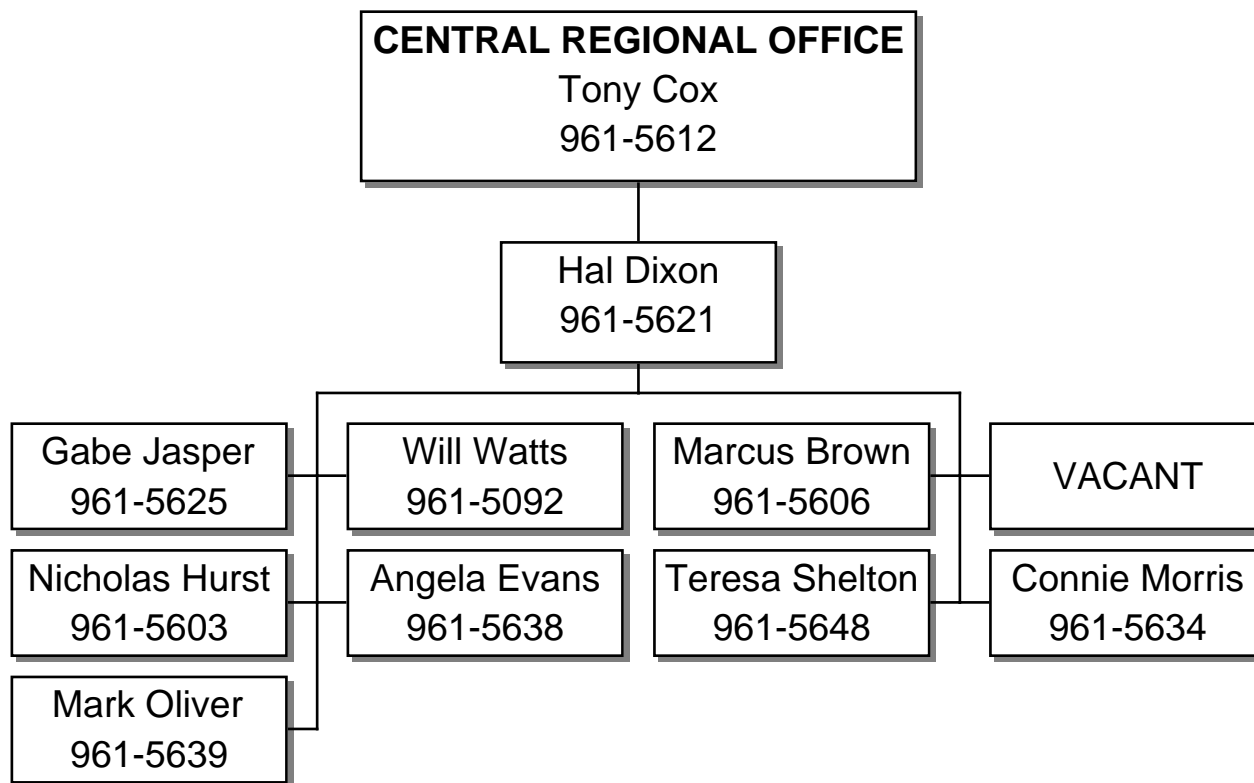 CENTRAL REGIONAL OFFICE
Tony Cox
961-5612
Hal Dixon
961-5621
Gabe Jasper
961-5625
Will Watts
961-5092
Marcus Brown
961-5606
VACANT
Nicholas Hurst
961-5603
Angela Evans
961-5638
Teresa Shelton
961-5648
Connie Morris
961-5634
Mark Oliver
961-5639